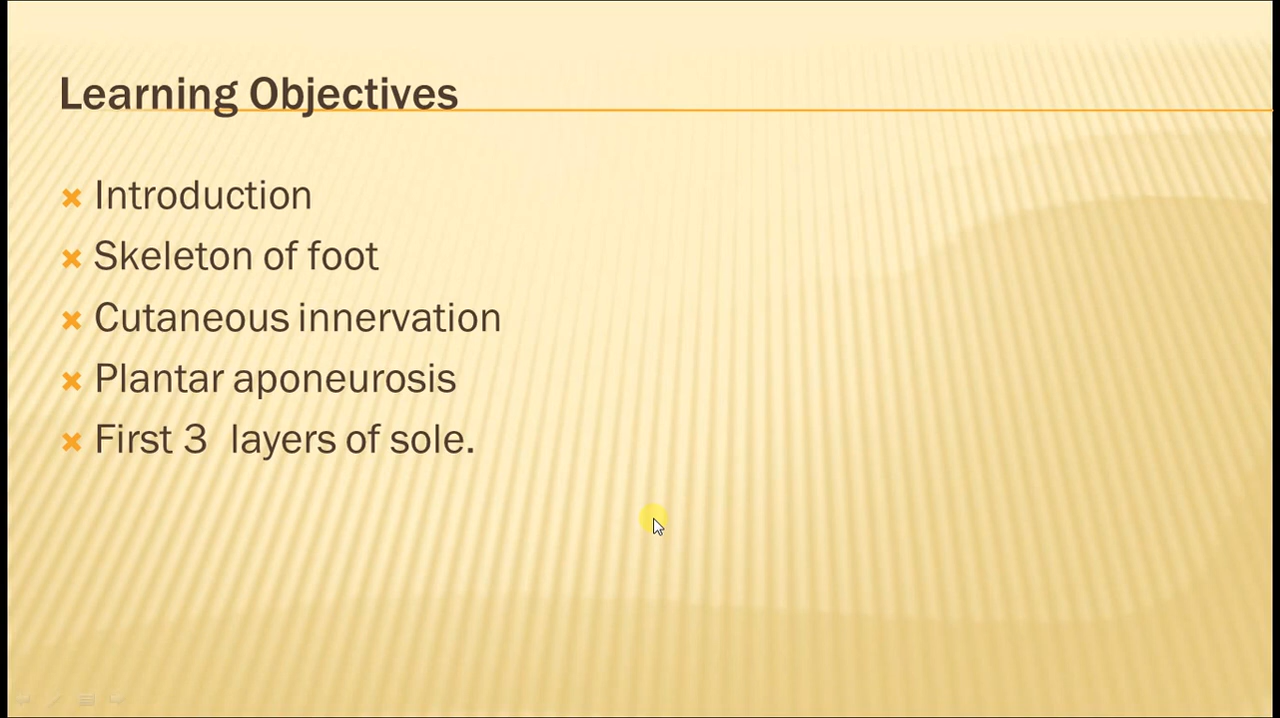 Learning Objectives
Introduction
Skeleton of foot
Cutaneous innervation
Plantar aponeurosis
First 3  layers of sole.